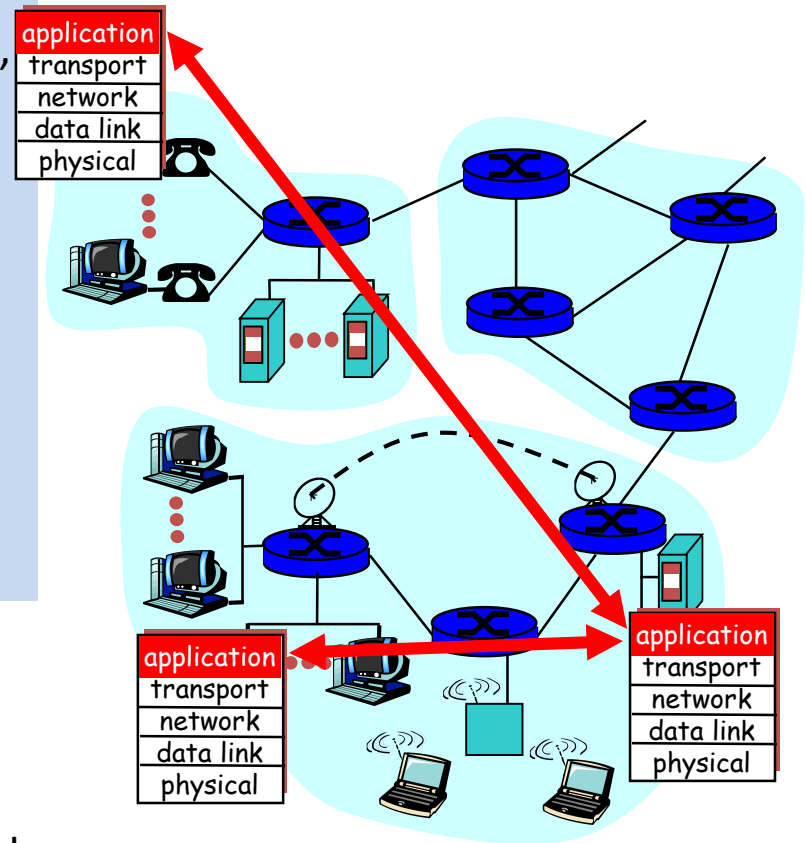 ,
application
transport
network
data link
physical
application
transport
network
data link
physical
application
transport
network
data link
physical